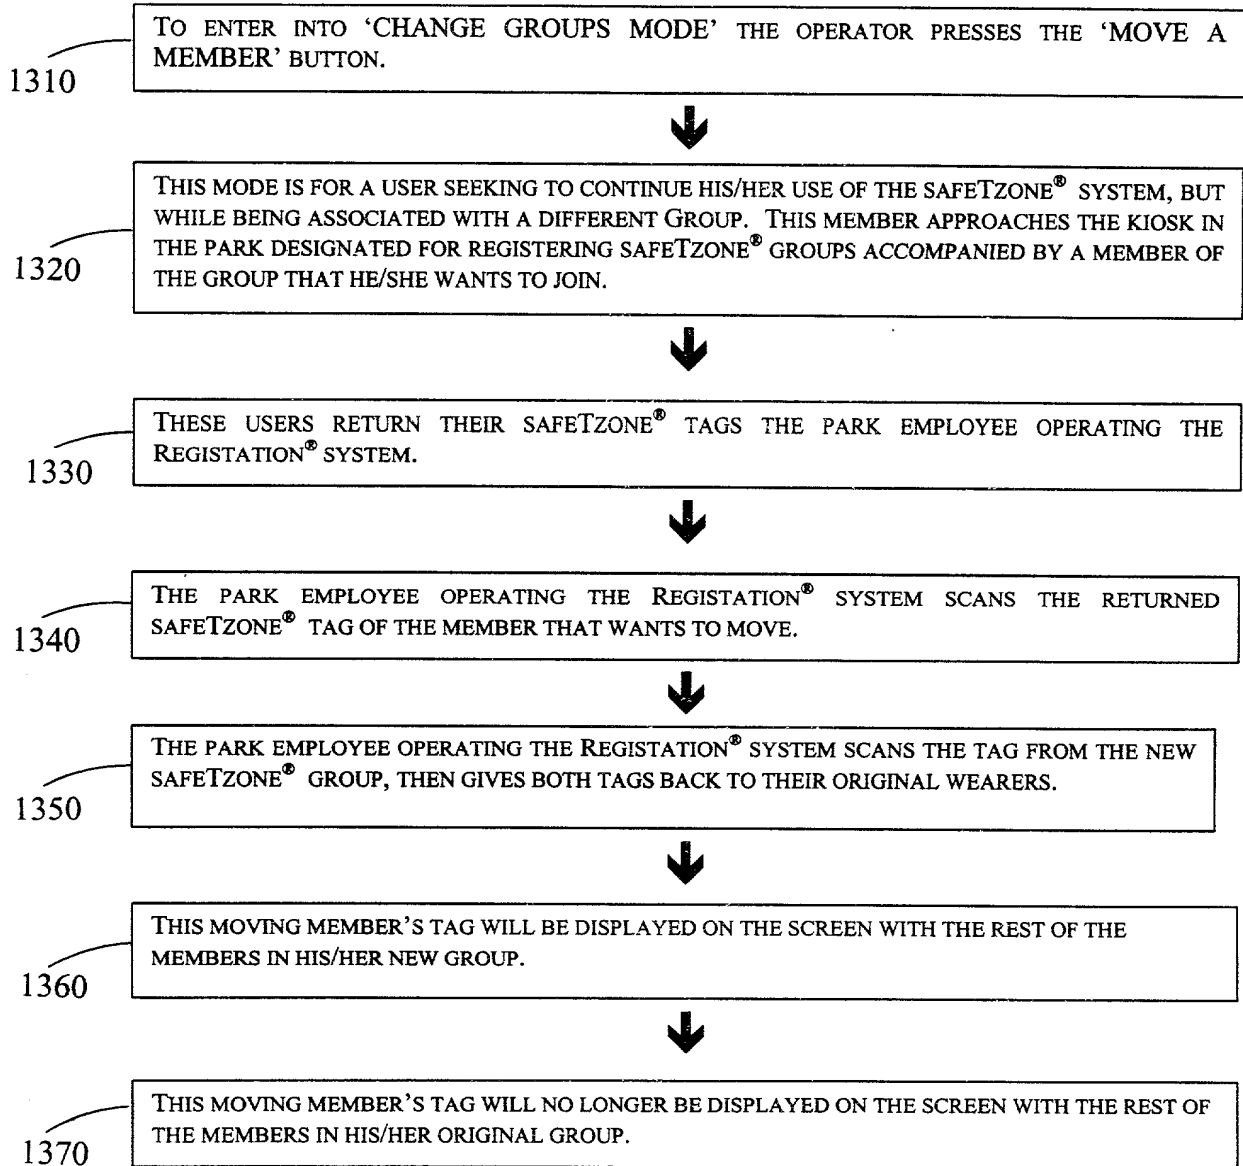 TO ENTER INTO ‘CHANGE GROUPS MODE’ THE OPERATOR PRESSES THE ‘MOVE A
MEMBER’ BUTTON.
1310
THIS MODE IS FOR A USER SEEKING TO CONTINUE HIS/HER USE OF THE SAFETZONE® SYSTEM, BUT
WHILE BEING ASSOCIATED WITH A DIFFERENT GROUP. THIS MEMBER APPROACHES THE KIOSK IN
THE PARK DESIGNATED FOR REGISTERING SAFETZONE® GROUPS ACCOMPANIED BY A MEMBER OF
THE GROUP THAT HE/SHE WANTS TO JOIN.
1320
THESE USERS RETURN THEIR SAFETZONE® TAGS THE PARK EMPLOYEE OPERATING THE
REGISTATION® SYSTEM.
1330
THE PARK EMPLOYEE OPERATING THE REGISTATION® SYSTEM SCANS THE RETURNED
SAFETZONE® TAG OF THE MEMBER THAT WANTS TO MOVE.
1340
THE PARK EMPLOYEE OPERATING THE REGISTATION® SYSTEM SCANS THE TAG FROM THE NEW
SAFETZONE® GROUP, THEN GIVES BOTH TAGS BACK TO THEIR ORIGINAL WEARERS.
1350
THIS MOVING MEMBER’S TAG WILL BE DISPLAYED ON THE SCREEN WITH THE REST OF THE
MEMBERS IN HIS/HER NEW GROUP.
1360
THIS MOVING MEMBER’S TAG WILL NO LONGER BE DISPLAYED ON THE SCREEN WITH THE REST OF
THE MEMBERS IN HIS/HER ORIGINAL GROUP.
1370